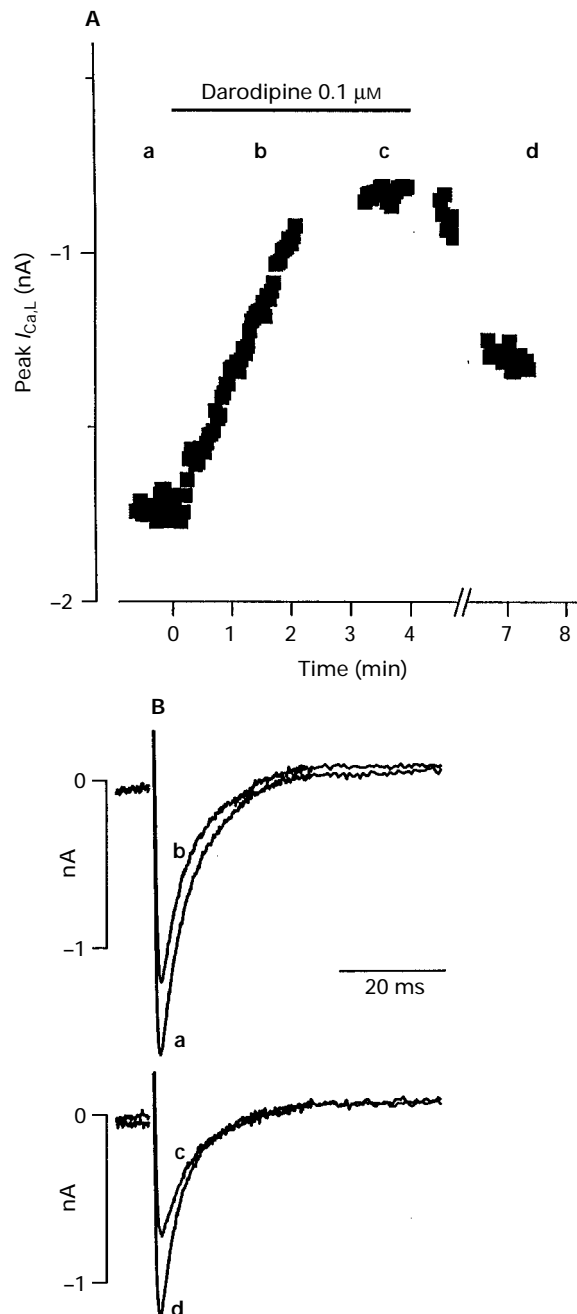 A
Darodipine 0.1 μM
a b c d
Peak I_Ca,L (nA)
–1
–2
0 1 2 3 4 7 8
Time (min)
B
0
nA
–1
b
a
20 ms
0
nA
–1
c
d